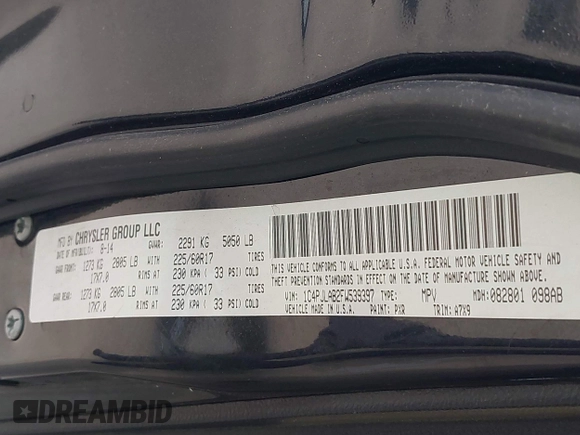 MFD BY CHRYSLER GROUP LLC
DATE OF MFR/MOBILITY: 8-14 GVWR: 2291 KG 5050 LB
GAWR FRONT: 1273 KG 2805 LB WITH 225/60R17 TIRES
17X7.0 RIMS AT 230 KPA ( 33 PSI) COLD
GAWR REAR: 1273 KG 2805 LB WITH 225/60R17 TIRES
17X7.0 RIMS AT 230 KPA ( 33 PSI) COLD
THIS VEHICLE CONFORMS TO ALL APPLICABLE U.S.A. FEDERAL MOTOR VEHICLE SAFETY AND
THEFT PREVENTION STANDARDS IN EFFECT ON THE DATE OF MANUFACTURE SHOWN ABOVE.
VIN: 1C4PJLAB2FW539397 TYPE: MPV MDH: 082801 098AB
VEHICLE MADE IN U.S.A. PAINT: PXR TRIM: A7X9
DREAMBID